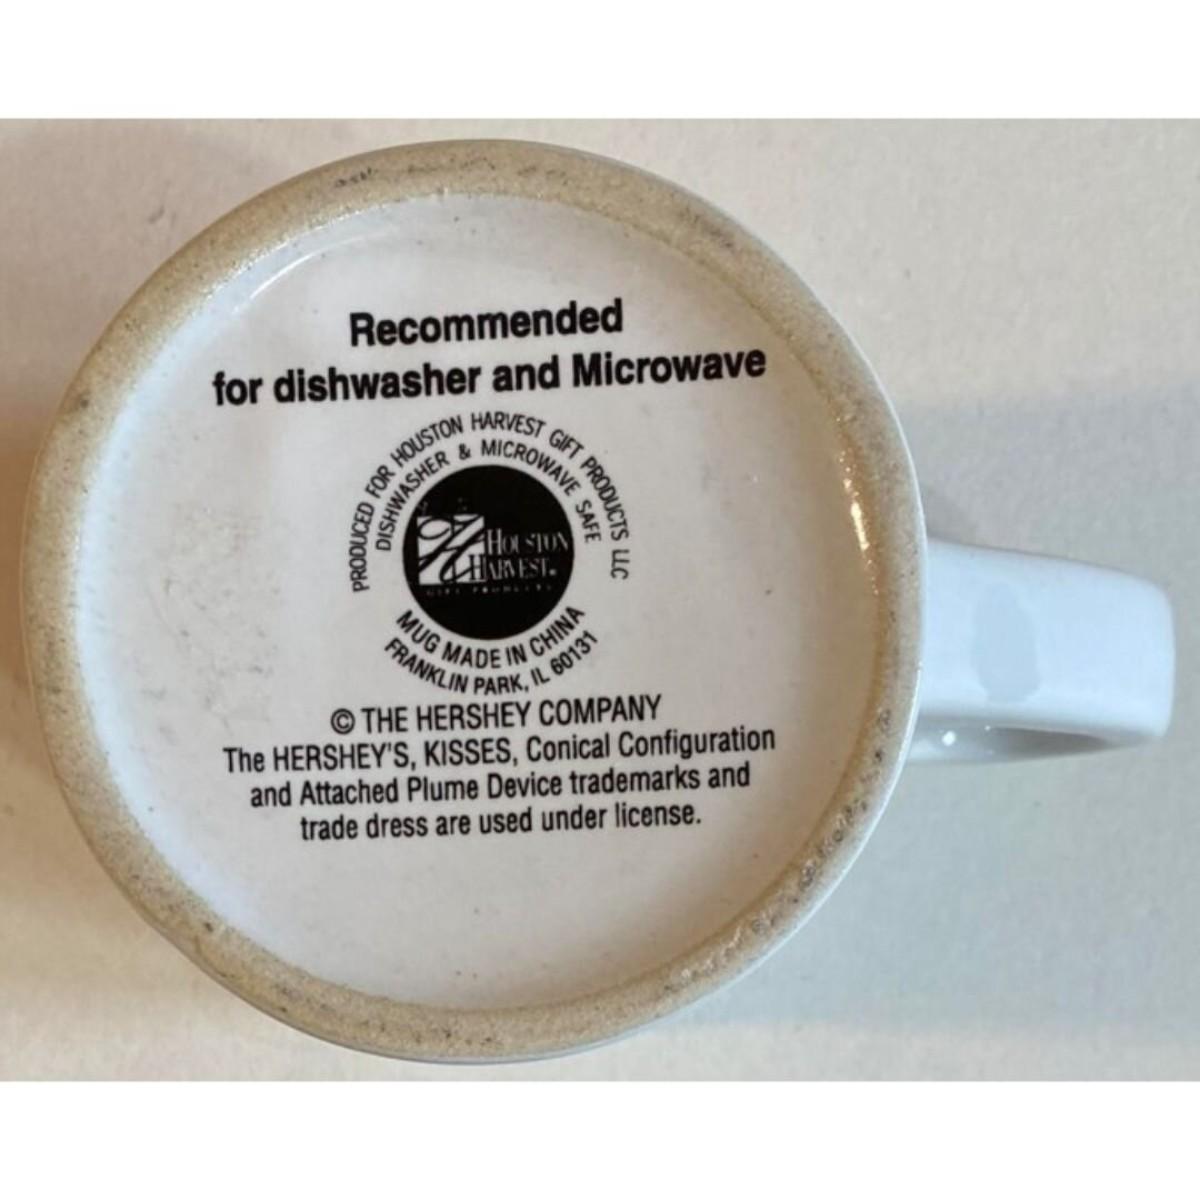 Recommended
for dishwasher and Microwave
PRODUCED FOR HOUSTON HARVEST GIFT PRODUCTS LLC
DISHWASHER & MICROWAVE SAFE
H HOUSTON
HARVEST®
GIFT PRODUCTS
MUG MADE IN CHINA
FRANKLIN PARK, IL 60131
© THE HERSHEY COMPANY
The HERSHEY'S, KISSES, Conical Configuration
and Attached Plume Device trademarks and
trade dress are used under license.